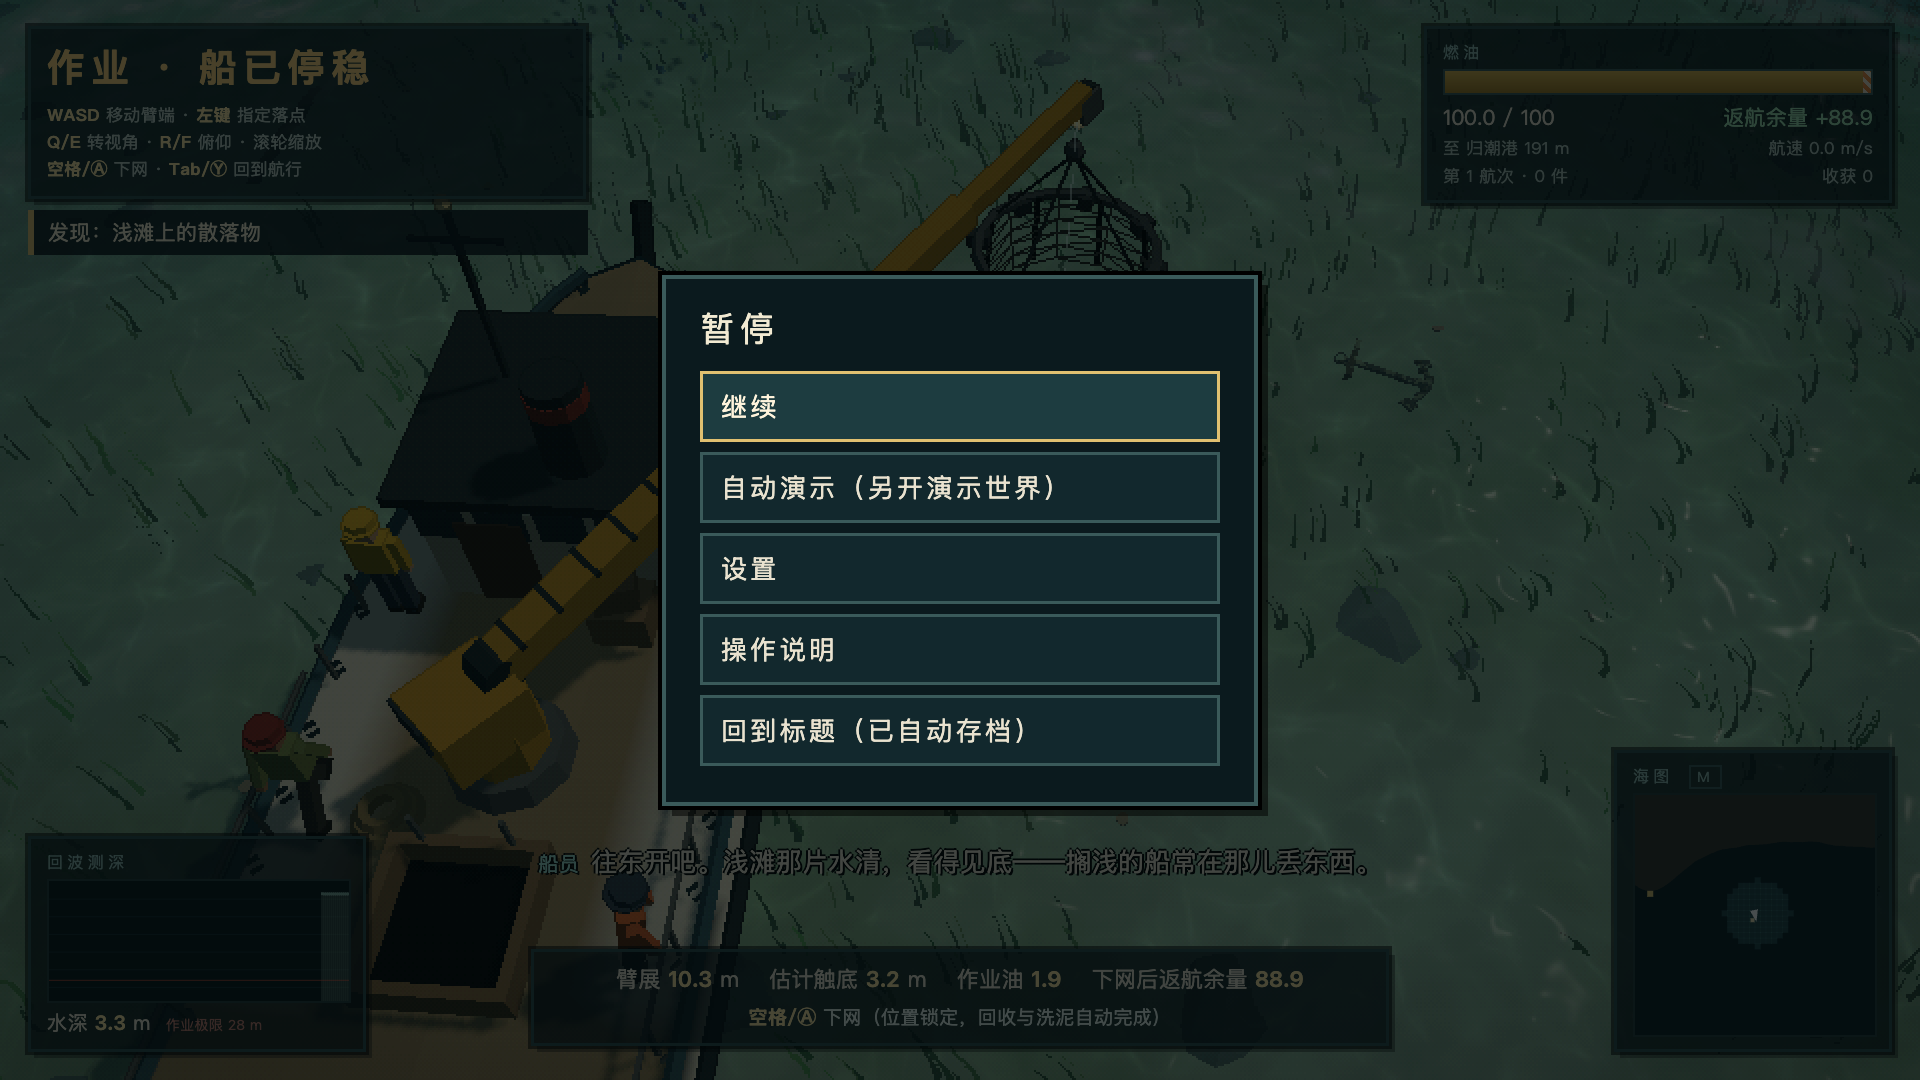 作业 · 船已停稳
WASD 移动臂端 · 左键 指定落点
Q/E 转视角 · R/F 俯仰 · 滚轮缩放
空格/Ⓐ 下网 · Tab/Ⓨ 回到航行
发现：浅滩上的散落物
燃油
100.0 / 100 返航余量 +88.9
至 归潮港 191 m 航速 0.0 m/s
第 1 航次 · 0 件 收获 0
暂停
继续
自动演示（另开演示世界）
设置
操作说明
回到标题（已自动存档）
船员 往东开吧。浅滩那片水清，看得见底——搁浅的船常在那儿丢东西。
回波测深
水深 3.3 m 作业极限 28 m
臂展 10.3 m 估计触底 3.2 m 作业油 1.9 下网后返航余量 88.9
空格/Ⓐ 下网（位置锁定，回收与洗泥自动完成）
海图 M